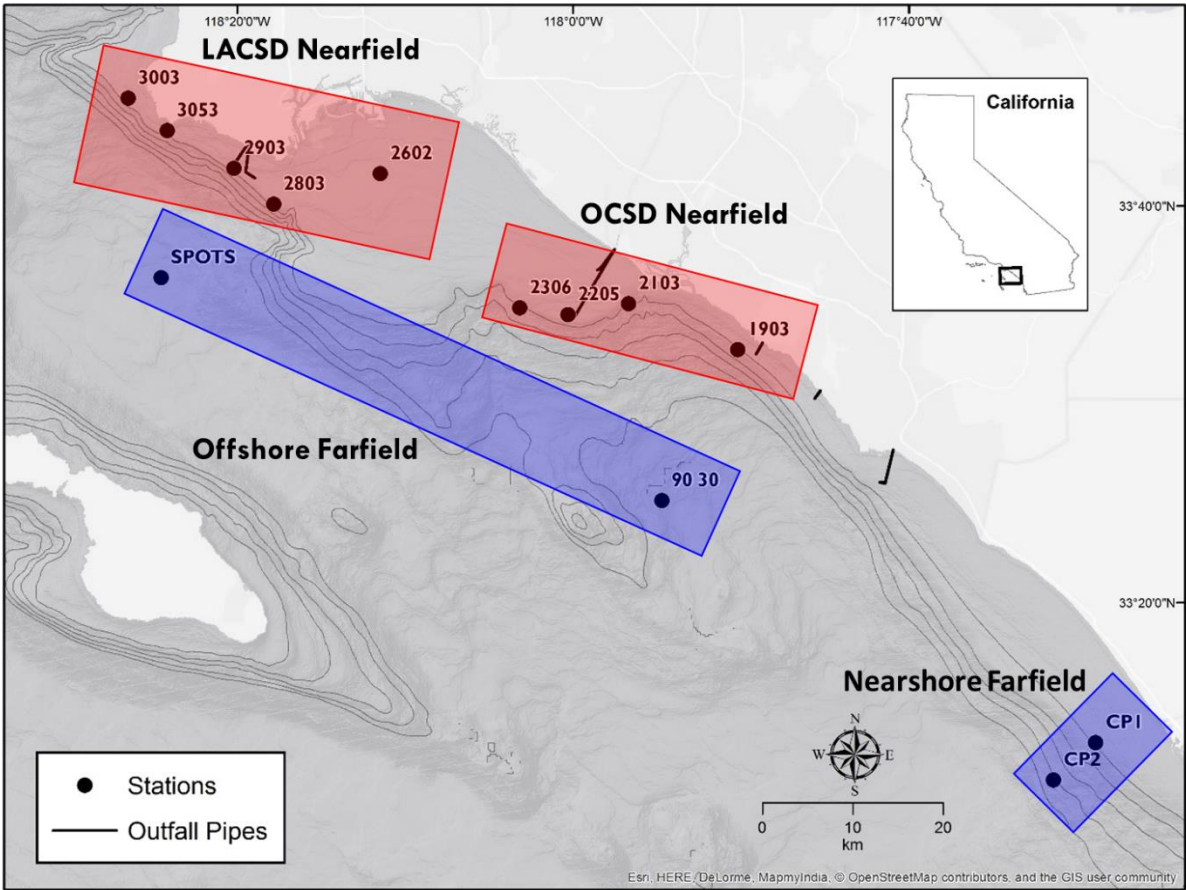 118°20'0"W
118°0'0"W
117°40'0"W
LACSD Nearfield
3003
3053
2903
2602
2803
California
33°40'0"N
OCSD Nearfield
SPOTS
2306
2205
2103
1903
Offshore Farfield
90 30
33°20'0"N
Nearshore Farfield
CP1
CP2
N
W
E
S
Stations
Outfall Pipes
0
10
20
km
Esri, HERE, DeLorme, MapmyIndia, © OpenStreetMap contributors, and the GIS user community